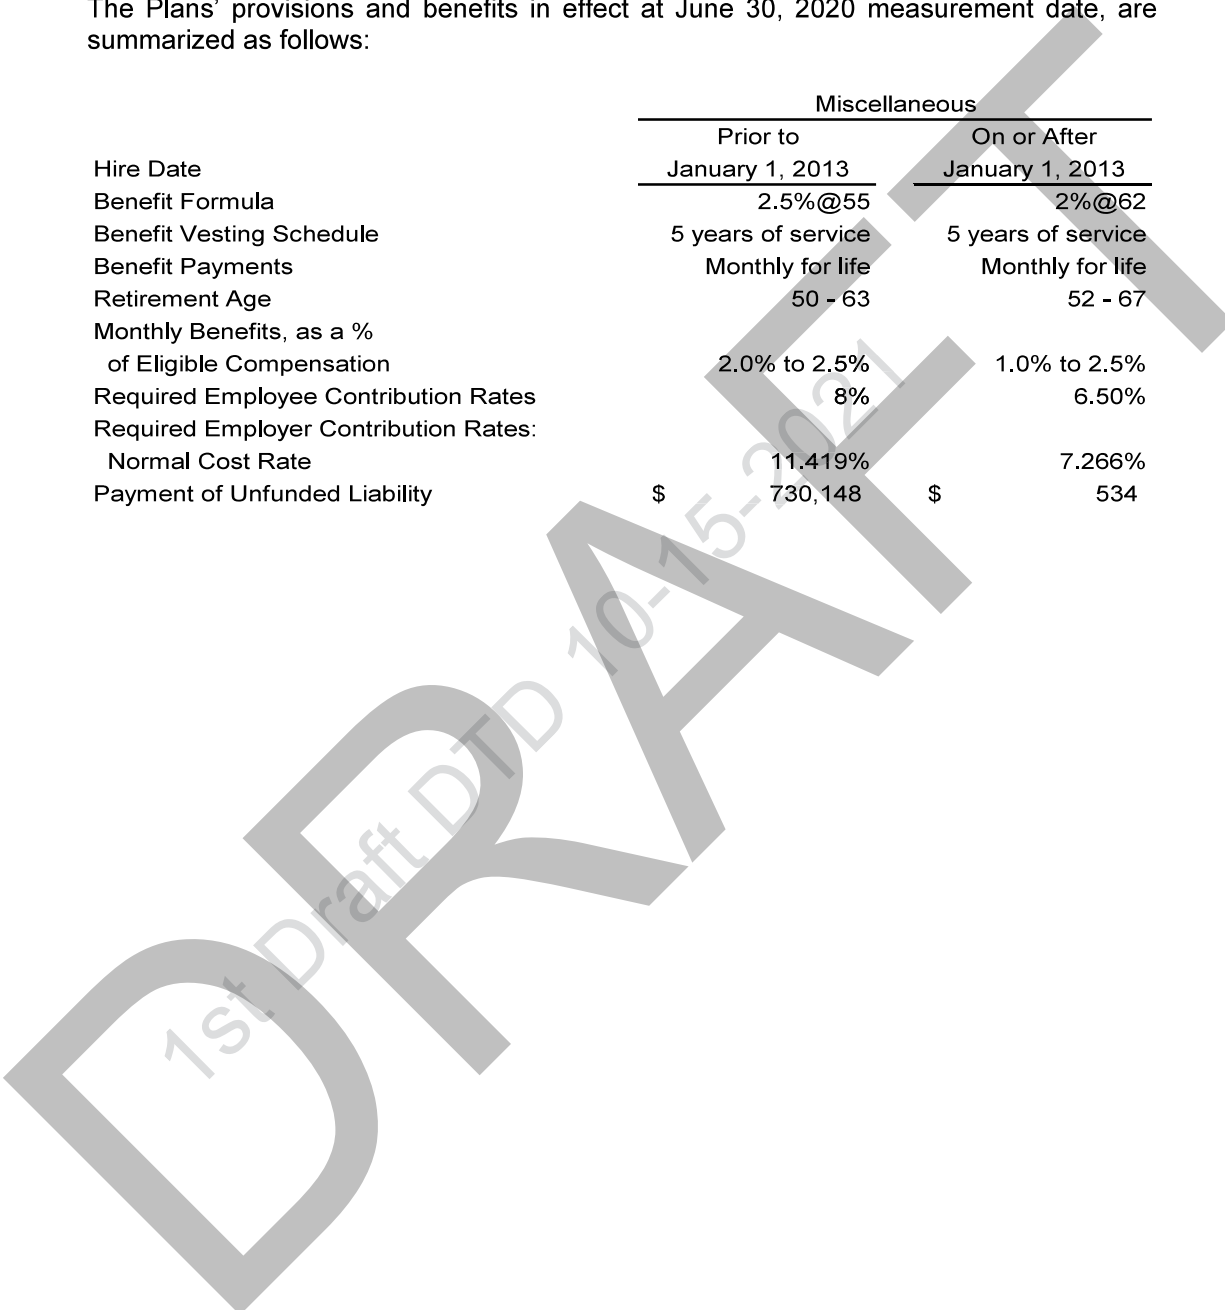 The Plans’ provisions and benefits in effect at June 30, 2020 measurement date, are
summarized as follows:
Miscellaneous
Prior to On or After
Hire Date January 1, 2013 January 1, 2013
Benefit Formula 2.5%@55 2%@62
Benefit Vesting Schedule 5 years of service 5 years of service
Benefit Payments Monthly for life Monthly for life
Retirement Age 50 - 63 52 - 67
Monthly Benefits, as a %
of Eligible Compensation 2.0% to 2.5% 1.0% to 2.5%
Required Employee Contribution Rates 8% 6.50%
Required Employer Contribution Rates:
Normal Cost Rate 11.419% 7.266%
Payment of Unfunded Liability $ 730,148 $ 534
DRAFT
1st Draft DTD 10-15-2021